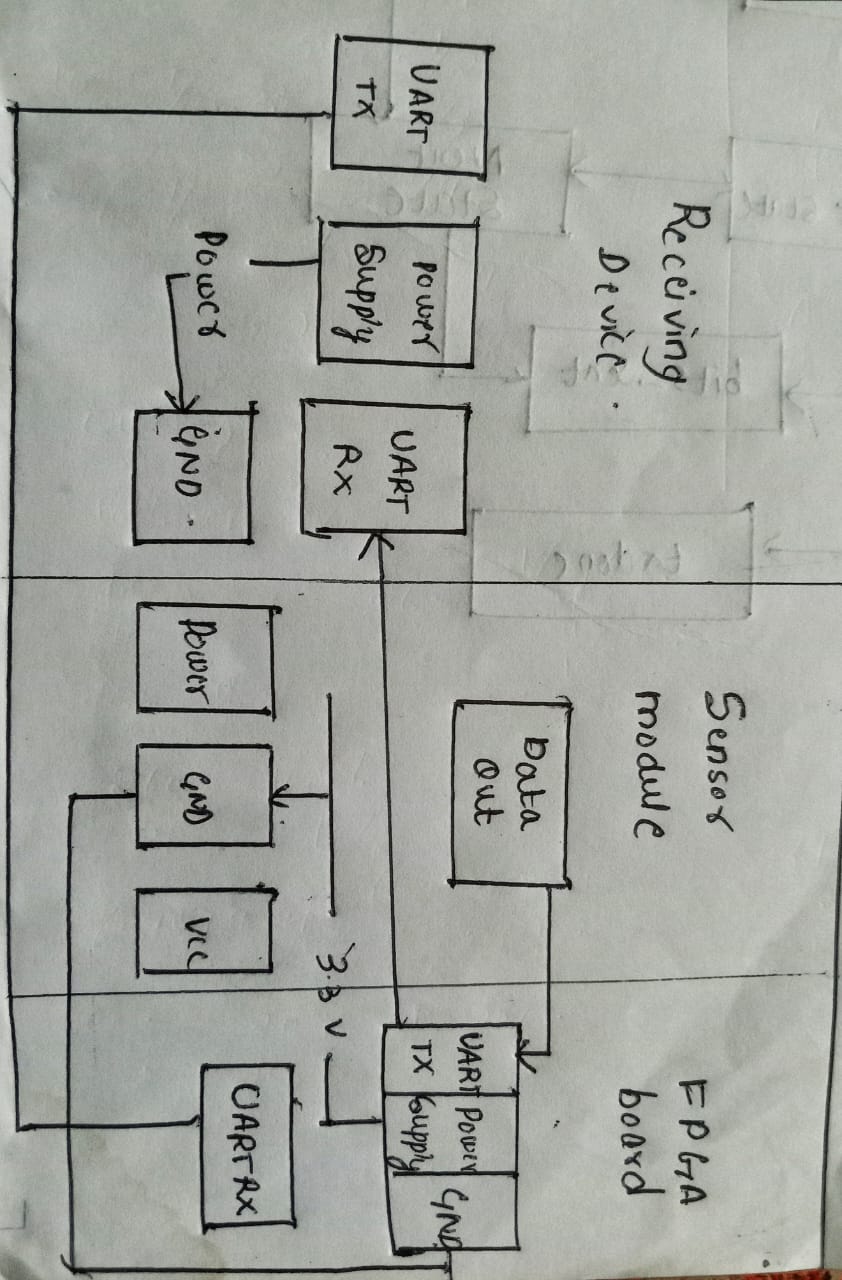 Receiving
Device.
UART
TX
Power
Supply
UART
RX
Power
GND.
Sensor
module
Data
Out
Power
GND
VCC
3.3 V
FPGA
board
UART
TX
Power
Supply
GND
UART RX